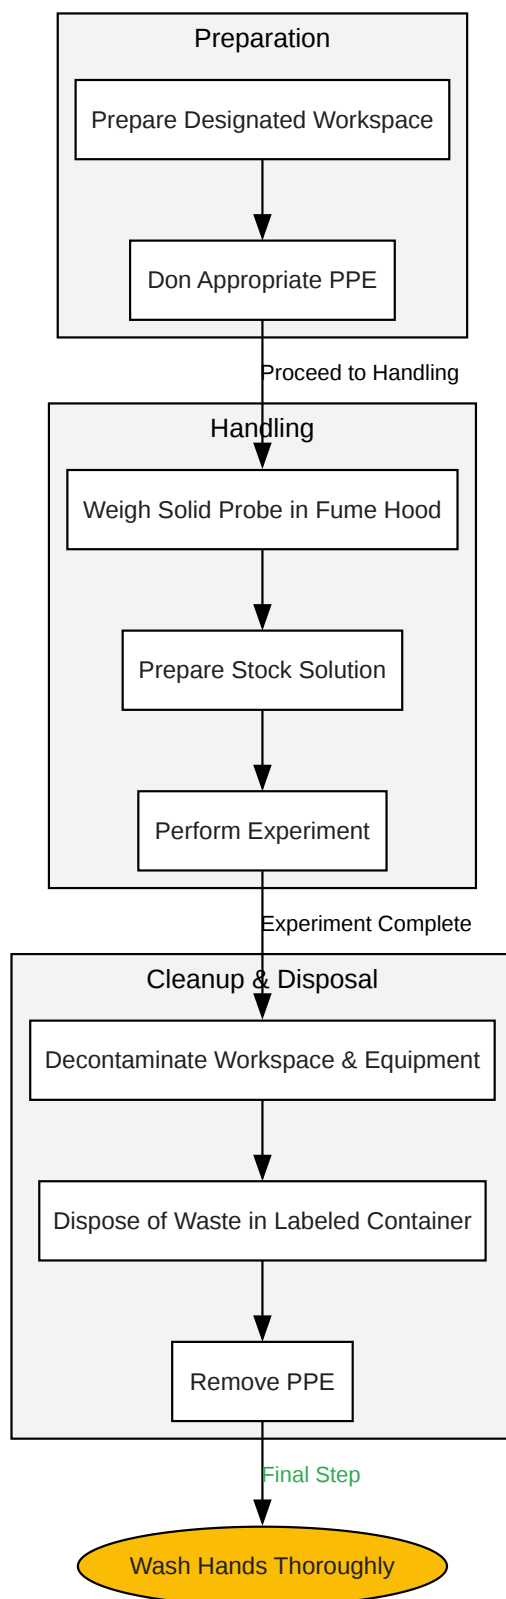 Preparation
Prepare Designated Workspace
Don Appropriate PPE
Proceed to Handling
Handling
Weigh Solid Probe in Fume Hood
Prepare Stock Solution
Perform Experiment
Experiment Complete
Cleanup & Disposal
Decontaminate Workspace & Equipment
Dispose of Waste in Labeled Container
Remove PPE
Final Step
Wash Hands Thoroughly